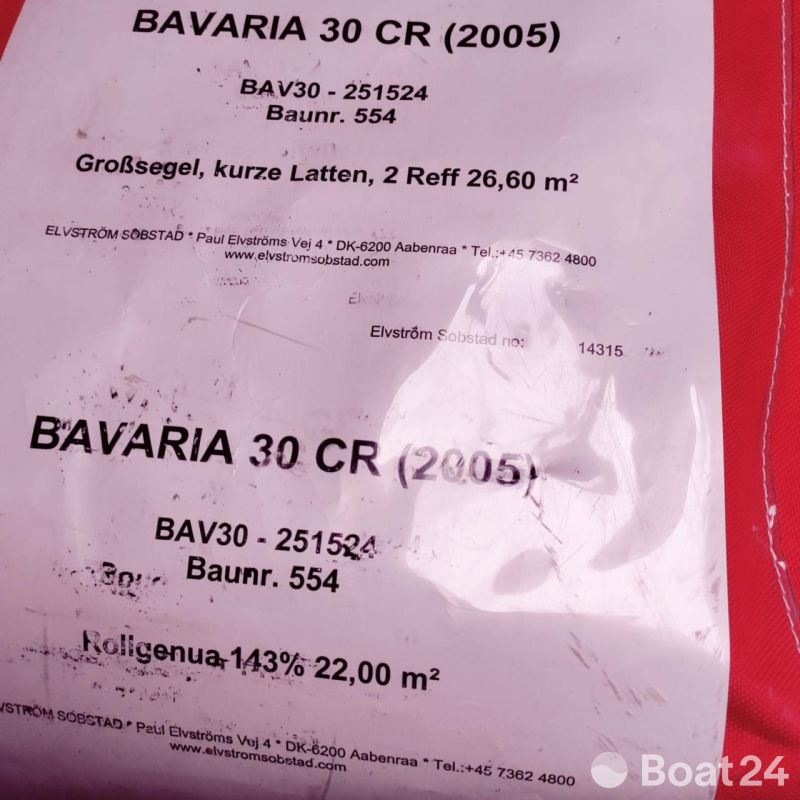 BAVARIA 30 CR (2005)
BAV30 - 251524
Baunr. 554
Großsegel, kurze Latten, 2 Reff 26,60 m²
ELVSTRÖM SOBSTAD * Paul Elvströms Vej 4 * DK-6200 Aabenraa * Tel.:+45 7362 4800
www.elvstromsobstad.com
Elvström Sobstad no: 14315
BAVARIA 30 CR (2005)
BAV30 - 251524
Baunr. 554
Rollgenua 143% 22,00 m²
VSTRÖM SOBSTAD * Paul Elvströms Vej 4 * DK-6200 Aabenraa * Tel.:+45 7362 4800
www.elvstromsobstad.com
Boat24